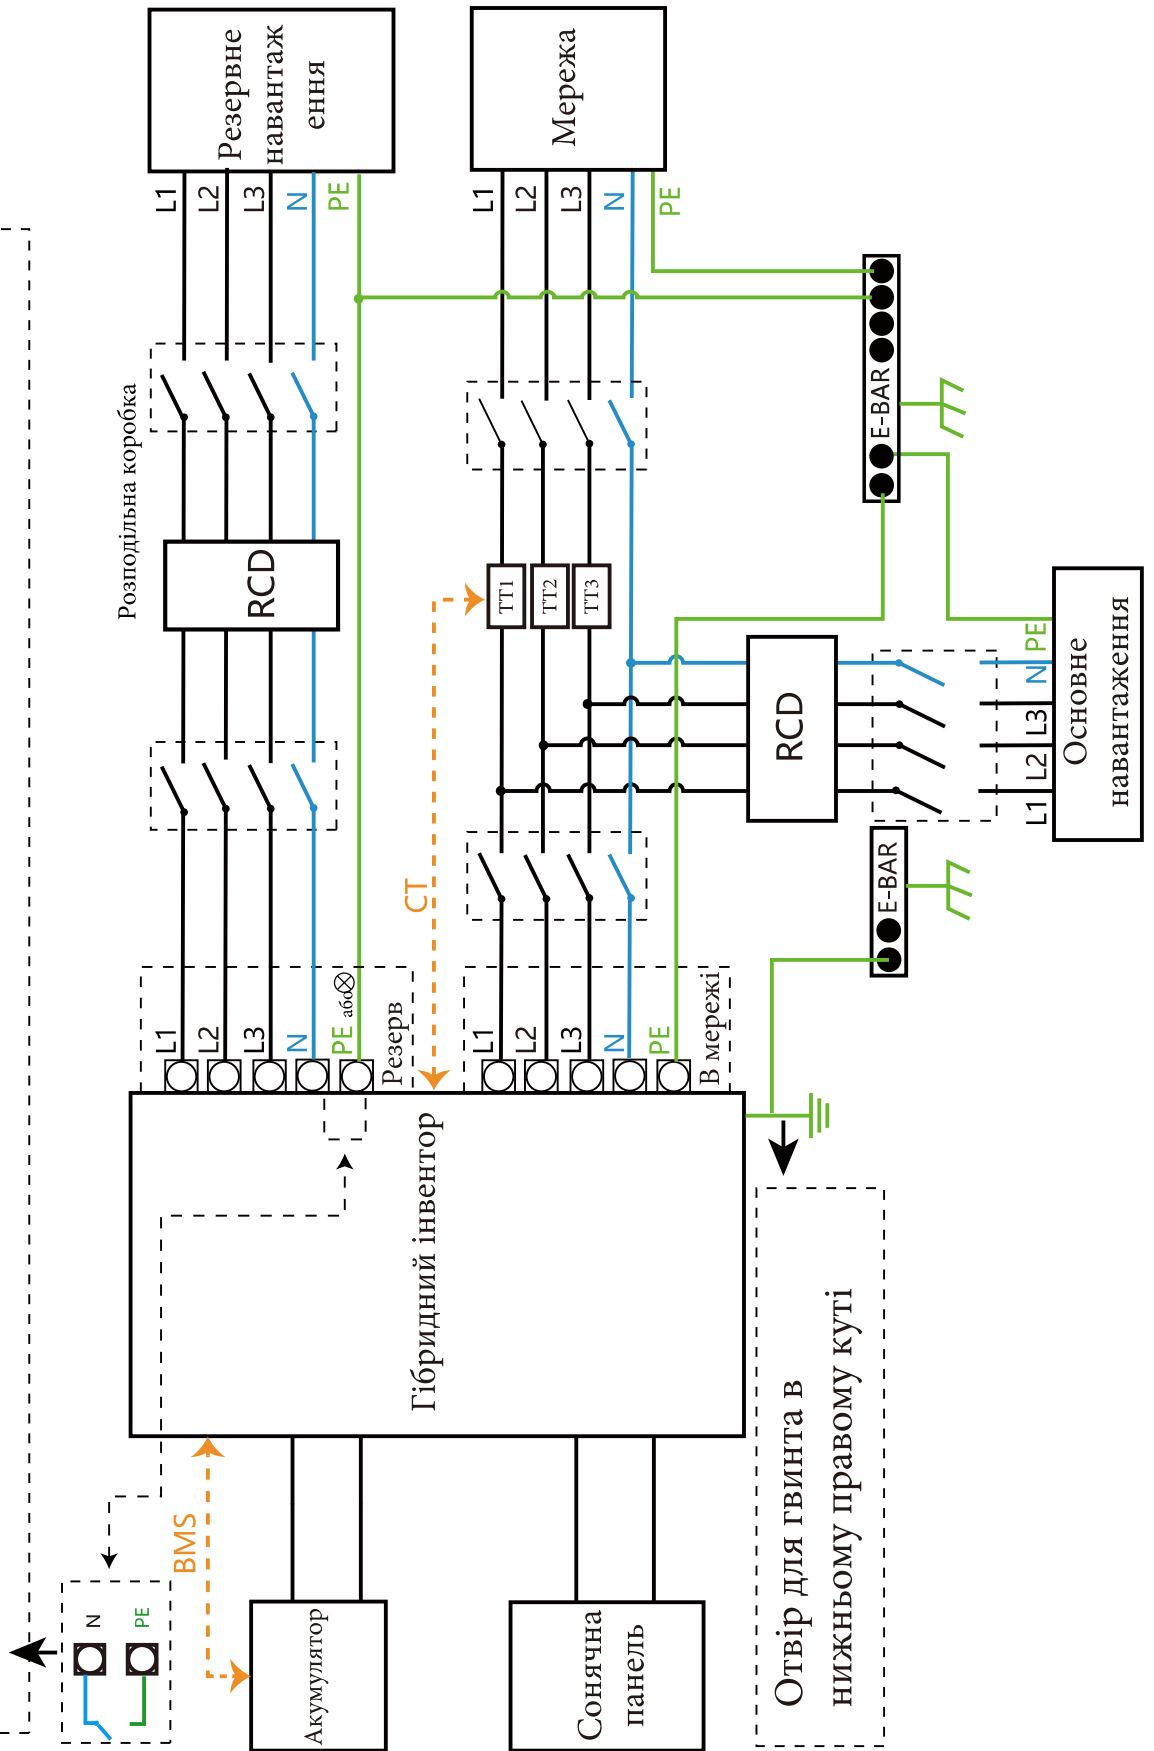 Резервне
навантаж
ення
Мережа
L1
L2
L3
N
PE
L1
L2
L3
N
PE
Розподільна коробка
RCD
E-BAR
TT1
TT2
TT3
CT
RCD
PE
N
L3
L2
L1
Основне
навантаження
E-BAR
L1
L2
L3
N
PE або
Резерв
L1
L2
L3
N
PE
В мережі
Гібридний інвентор
BMS
N
PE
Акумулятор
Сонячна
панель
Отвір для гвинта в
нижньому правому куті